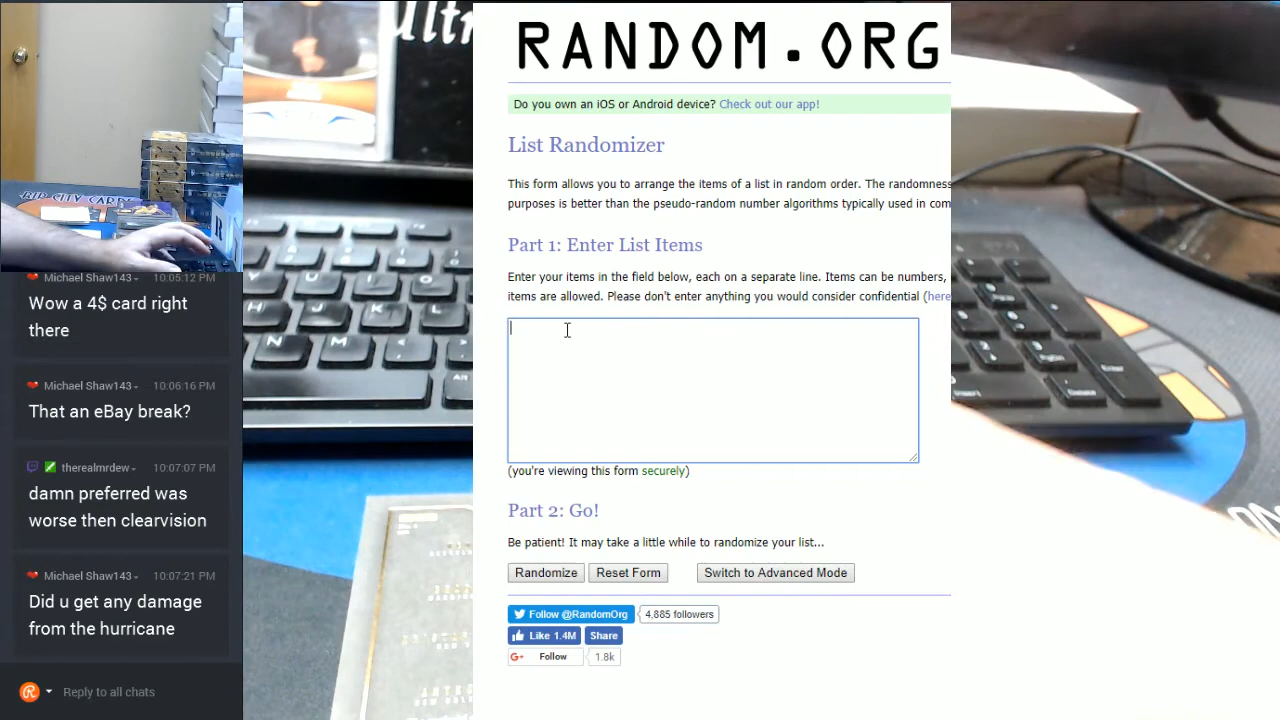 RIP CITY CARDS
R
Michael Shaw143 10:05:12 PM
Wow a 4$ card right
there
Michael Shaw143 10:06:16 PM
That an eBay break?
therealmrdew 10:07:07 PM
damn preferred was
worse then clearvision
Michael Shaw143 10:07:21 PM
Did u get any damage
from the hurricane
Reply to all chats
Ultr
RANDOM.ORG
Do you own an iOS or Android device? Check out our app!
List Randomizer
This form allows you to arrange the items of a list in random order. The randomness
purposes is better than the pseudo-random number algorithms typically used in com
Part 1: Enter List Items
Enter your items in the field below, each on a separate line. Items can be numbers,
items are allowed. Please don't enter anything you would consider confidential (here
(you're viewing this form securely)
Part 2: Go!
Be patient! It may take a little while to randomize your list...
Randomize Reset Form Switch to Advanced Mode
Follow @RandomOrg 4,885 followers
Like 1.4M Share
G+ Follow 1.8k
Y U I O P
H J K L
N M <
Alt
Enter
Insert
Delete